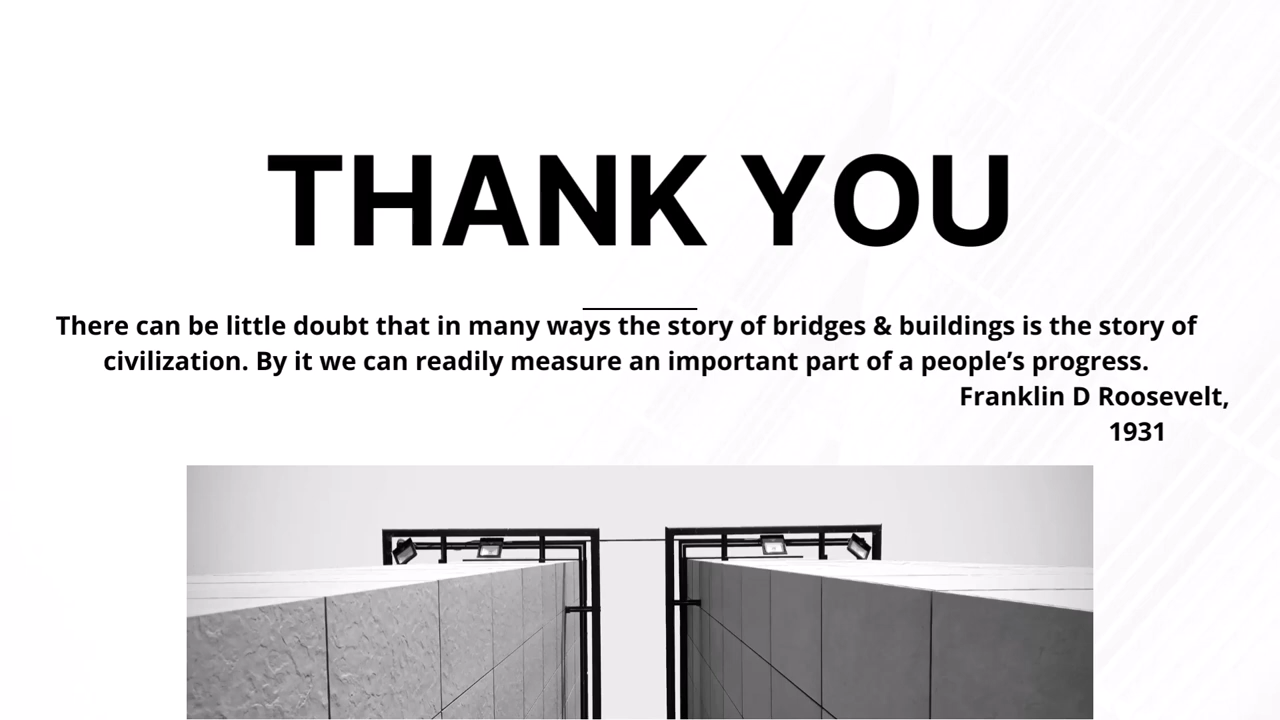 THANK YOU
There can be little doubt that in many ways the story of bridges & buildings is the story of
civilization. By it we can readily measure an important part of a people’s progress.
Franklin D Roosevelt,
1931